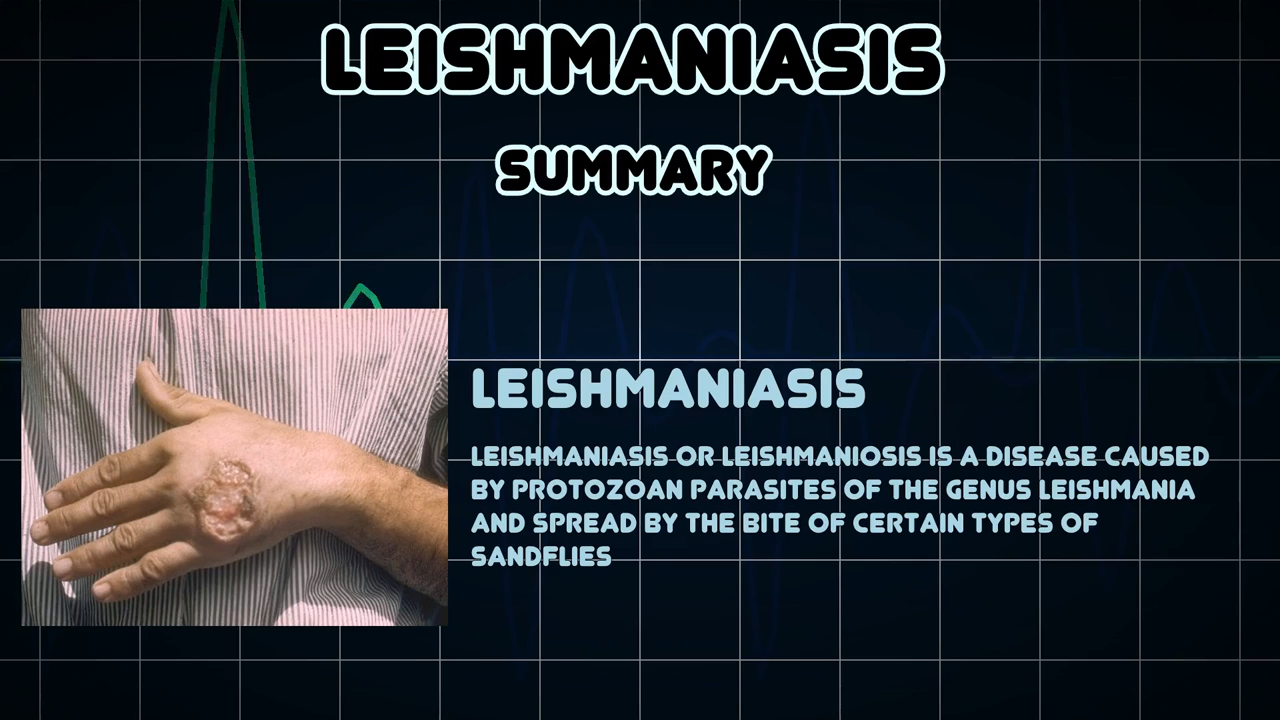 LEISHMANIASIS
SUMMARY
LEISHMANIASIS
LEISHMANIASIS OR LEISHMANIOSIS IS A DISEASE CAUSED
BY PROTOZOAN PARASITES OF THE GENUS LEISHMANIA
AND SPREAD BY THE BITE OF CERTAIN TYPES OF
SANDFLIES